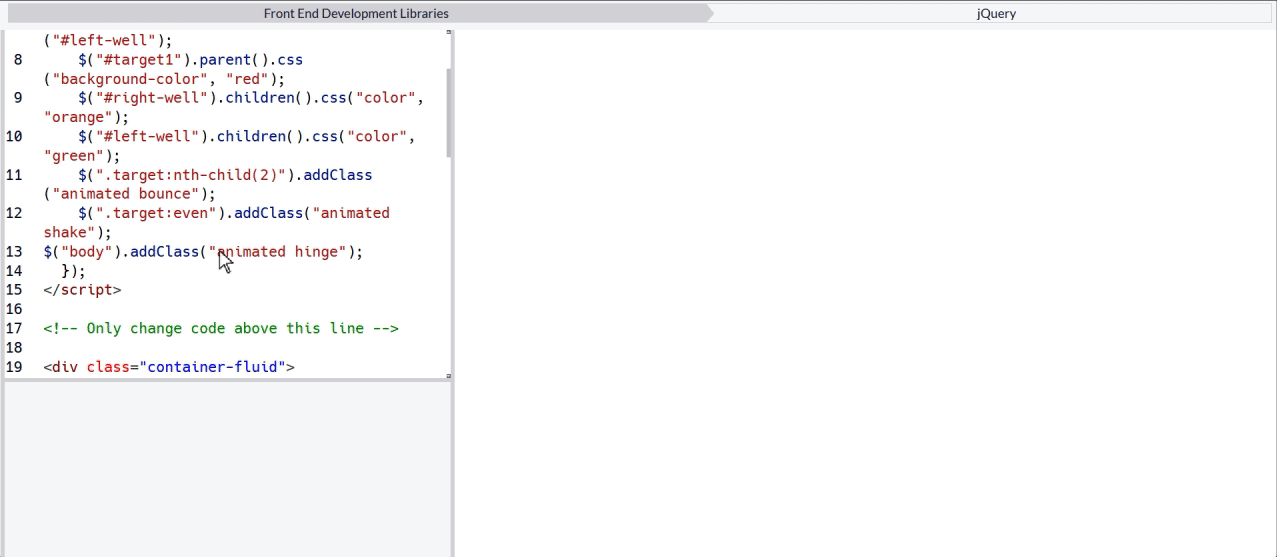 Front End Development Libraries
jQuery
("#left-well");
8 $("#target1").parent().css
("background-color", "red");
9 $("#right-well").children().css("color",
"orange");
10 $("#left-well").children().css("color",
"green");
11 $(".target:nth-child(2)").addClass
("animated bounce");
12 $(".target:even").addClass("animated
shake");
13 $("body").addClass("animated hinge");
14 });
15 </script>
16
17 <!-- Only change code above this line -->
18
19 <div class="container-fluid">